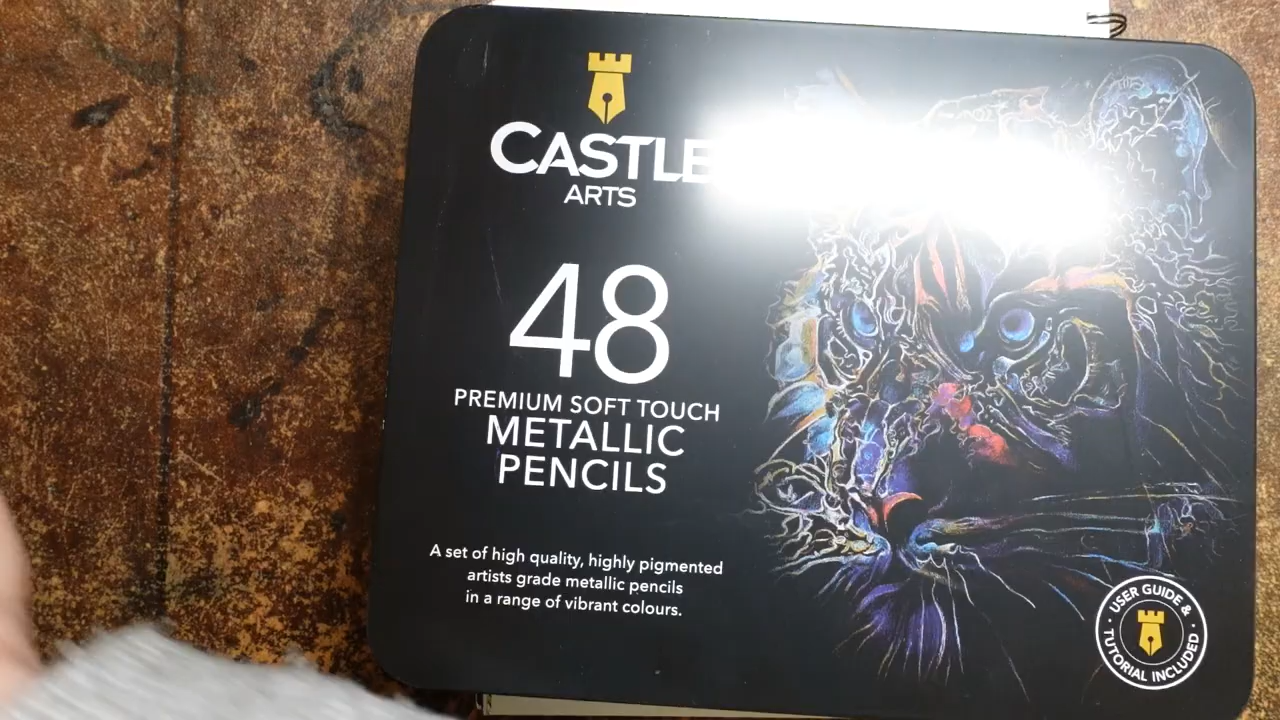 CASTLE
ARTS
48
PREMIUM SOFT TOUCH
METALLIC
PENCILS
A set of high quality, highly pigmented
artists grade metallic pencils
in a range of vibrant colours.
· USER GUIDE & ·
TUTORIAL INCLUDED